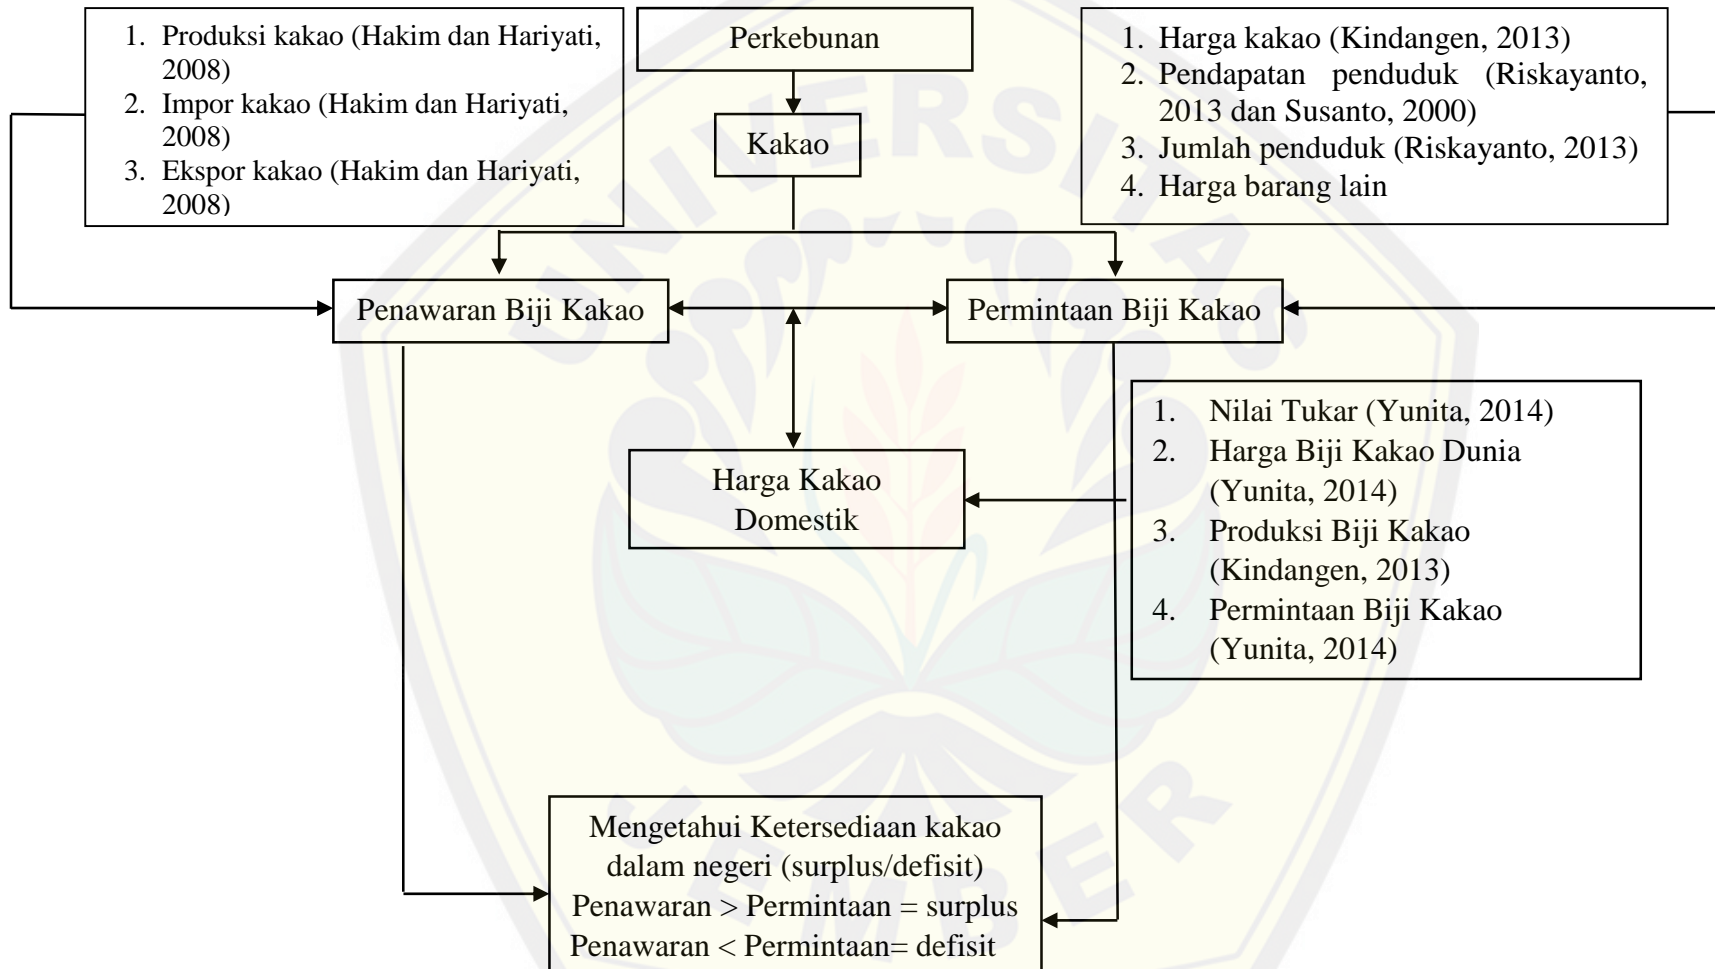 1. Produksi kakao (Hakim dan Hariyati,
2008)
2. Impor kakao (Hakim dan Hariyati,
2008)
3. Ekspor kakao (Hakim dan Hariyati,
2008)
Perkebunan
Kakao
1. Harga kakao (Kindangen, 2013)
2. Pendapatan penduduk (Riskayanto,
2013 dan Susanto, 2000)
3. Jumlah penduduk (Riskayanto, 2013)
4. Harga barang lain
Penawaran Biji Kakao
Permintaan Biji Kakao
Harga Kakao
Domestik
1. Nilai Tukar (Yunita, 2014)
2. Harga Biji Kakao Dunia
(Yunita, 2014)
3. Produksi Biji Kakao
(Kindangen, 2013)
4. Permintaan Biji Kakao
(Yunita, 2014)
Mengetahui Ketersediaan kakao
dalam negeri (surplus/defisit)
Penawaran > Permintaan = surplus
Penawaran < Permintaan= defisit
UNIVERSITAS
JEMBER